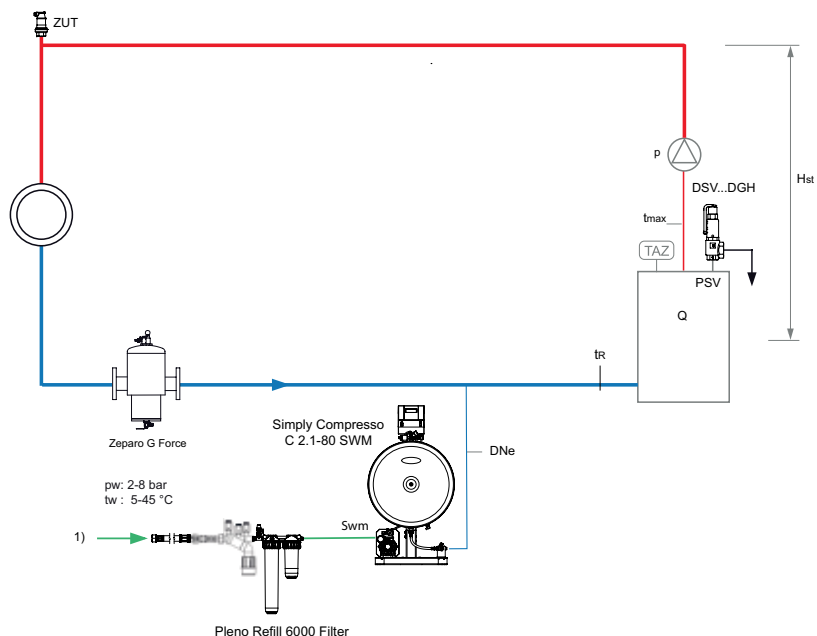 ZUT
p
Hst
DSV...DGH
tmax
TAZ
PSV
Q
tR
Simply Compresso
C 2.1-80 SWM
Zeparo G Force
DNe
pw: 2-8 bar
tw : 5-45 °C
Swm
1)
Pleno Refill 6000 Filter